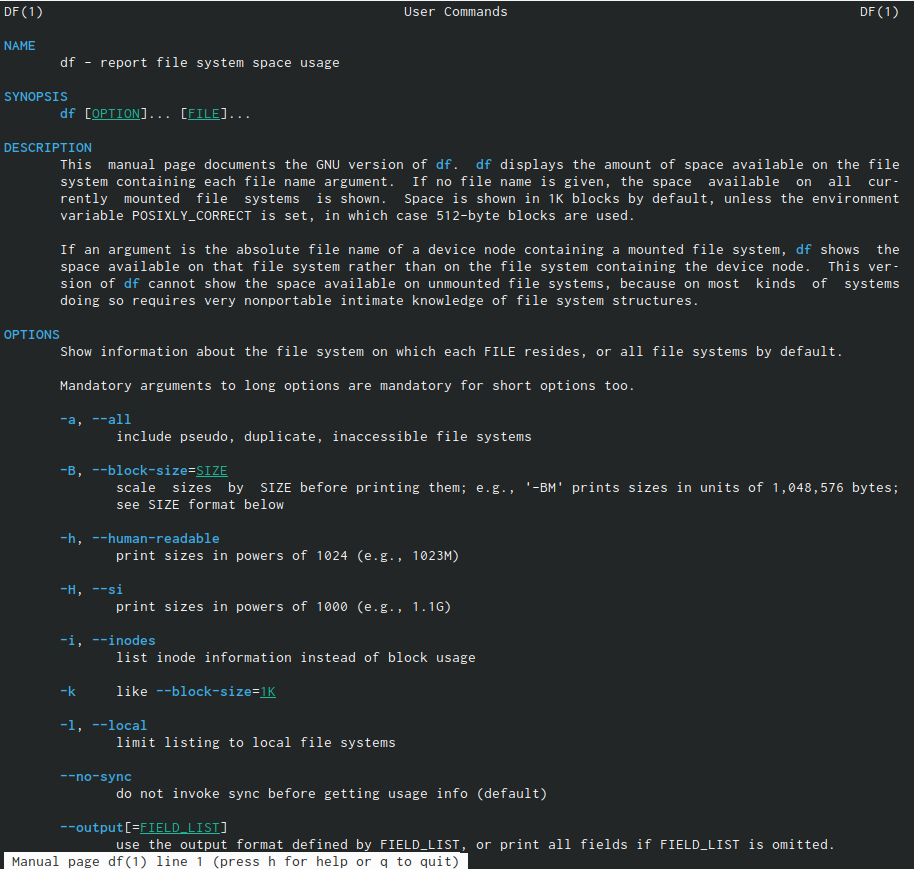 DF(1) User Commands DF(1)
NAME
df - report file system space usage
SYNOPSIS
df [OPTION]... [FILE]...
DESCRIPTION
This manual page documents the GNU version of df. df displays the amount of space available on the file
system containing each file name argument. If no file name is given, the space available on all cur-
rently mounted file systems is shown. Space is shown in 1K blocks by default, unless the environment
variable POSIXLY_CORRECT is set, in which case 512-byte blocks are used.
If an argument is the absolute file name of a device node containing a mounted file system, df shows the
space available on that file system rather than on the file system containing the device node. This ver-
sion of df cannot show the space available on unmounted file systems, because on most kinds of systems
doing so requires very nonportable intimate knowledge of file system structures.
OPTIONS
Show information about the file system on which each FILE resides, or all file systems by default.
Mandatory arguments to long options are mandatory for short options too.
-a, --all
include pseudo, duplicate, inaccessible file systems
-B, --block-size=SIZE
scale sizes by SIZE before printing them; e.g., '-BM' prints sizes in units of 1,048,576 bytes;
see SIZE format below
-h, --human-readable
print sizes in powers of 1024 (e.g., 1023M)
-H, --si
print sizes in powers of 1000 (e.g., 1.1G)
-i, --inodes
list inode information instead of block usage
-k like --block-size=1K
-l, --local
limit listing to local file systems
--no-sync
do not invoke sync before getting usage info (default)
--output[=FIELD_LIST]
use the output format defined by FIELD_LIST, or print all fields if FIELD_LIST is omitted.
Manual page df(1) line 1 (press h for help or q to quit)